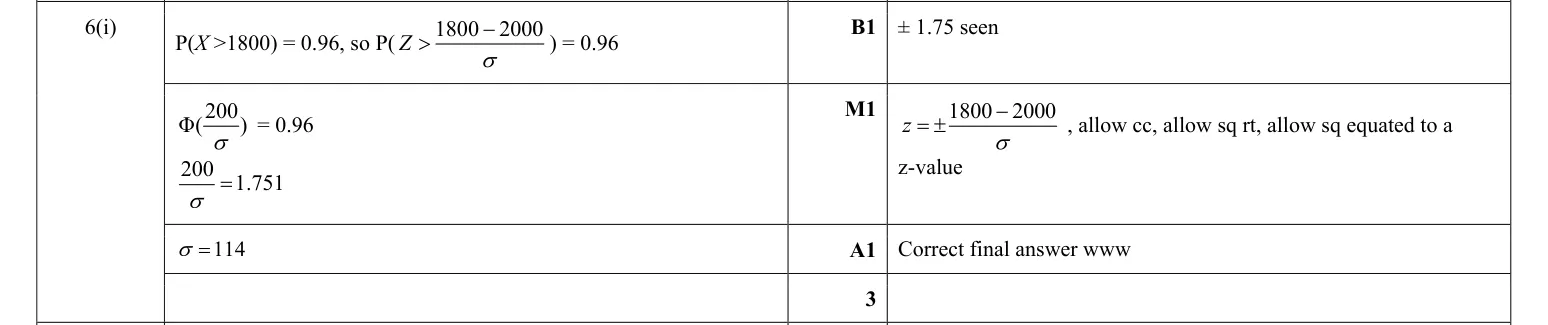 6(i)
P(X >1800) = 0.96, so P( Z > (1800 − 2000)/σ ) = 0.96
B1
± 1.75 seen
Φ(200/σ) = 0.96
200/σ = 1.751
M1
z = ± (1800 − 2000)/σ , allow cc, allow sq rt, allow sq equated to a
z-value
σ = 114
A1
Correct final answer www
3